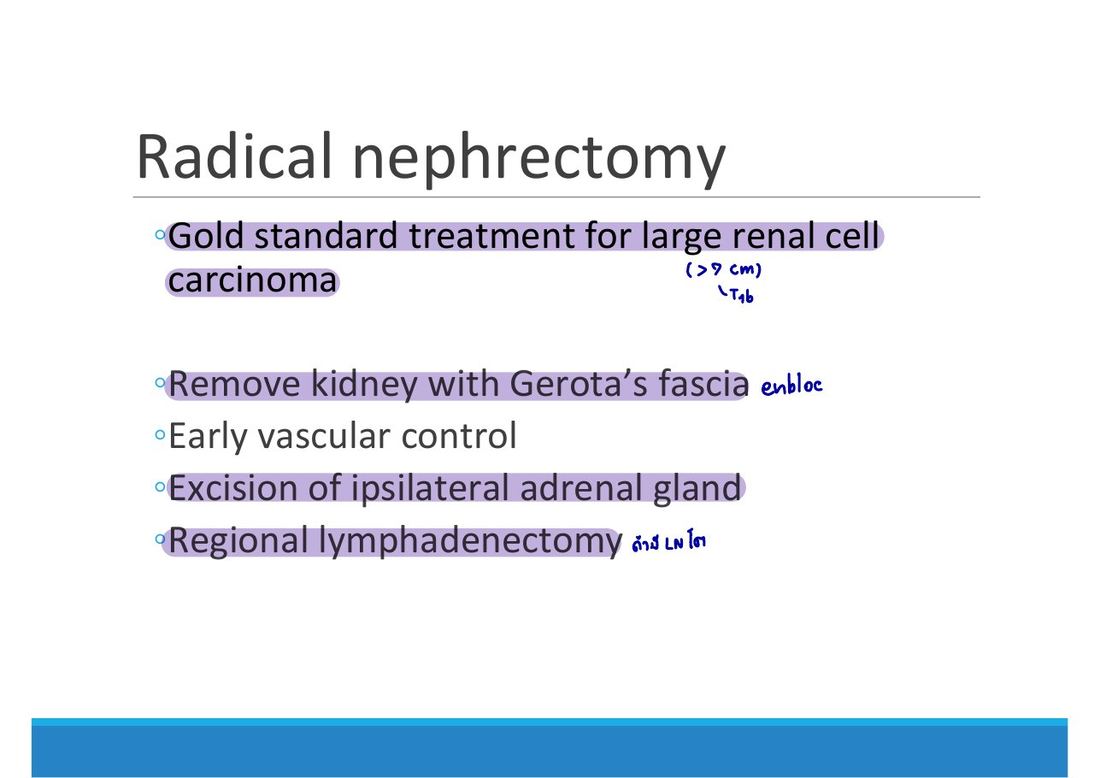 Radical nephrectomy
◦Gold standard treatment for large renal cell
carcinoma
(>7 cm)
T1b
◦Remove kidney with Gerota’s fascia enbloc
◦Early vascular control
◦Excision of ipsilateral adrenal gland
◦Regional lymphadenectomy ถ้ามี LN โต